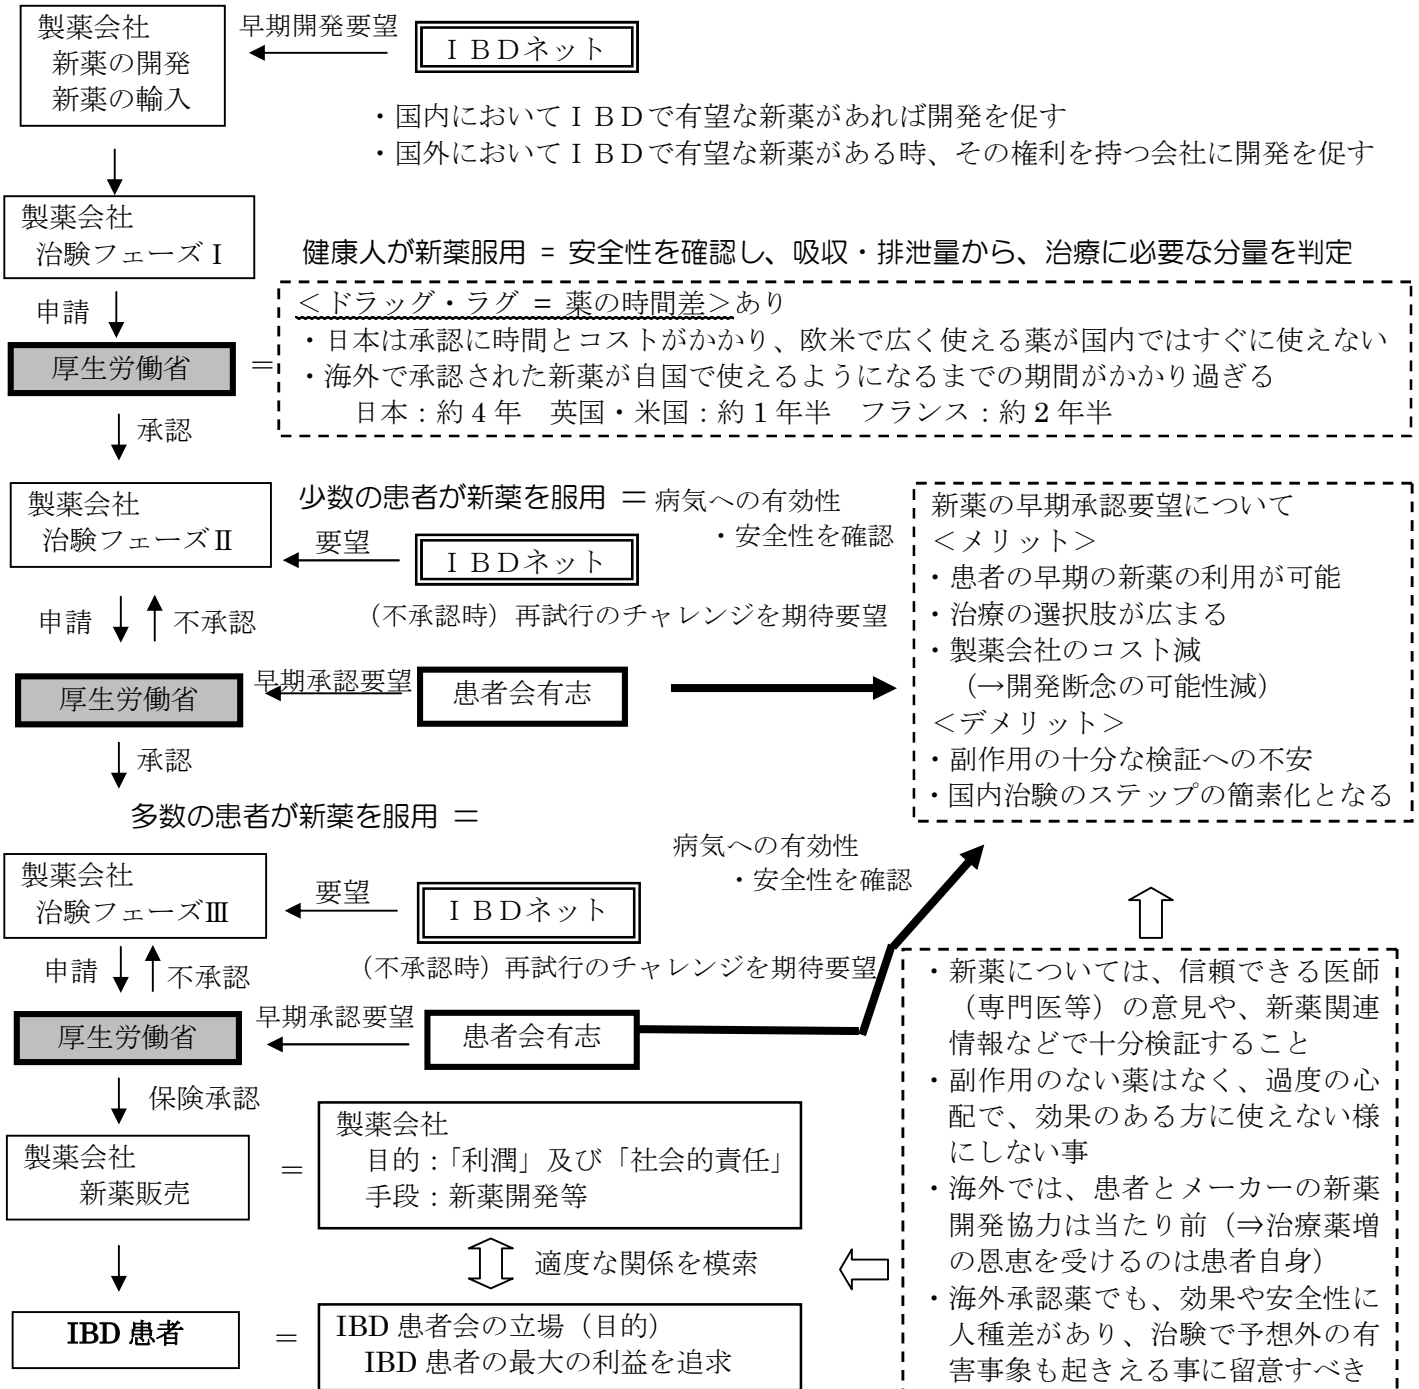 製薬会社
新薬の開発
新薬の輸入
早期開発要望
ＩＢＤネット
・国内においてＩＢＤで有望な新薬があれば開発を促す
・国外においてＩＢＤで有望な新薬がある時、その権利を持つ会社に開発を促す
製薬会社
治験フェーズⅠ
健康人が新薬服用 = 安全性を確認し、吸収・排泄量から、治療に必要な分量を判定
申請
厚生労働省
=
＜ドラッグ・ラグ = 薬の時間差＞あり
・日本は承認に時間とコストがかかり、欧米で広く使える薬が国内ではすぐに使えない
・海外で承認された新薬が自国で使えるようになるまでの期間がかかり過ぎる
日本：約 4 年　英国・米国：約 1 年半　フランス：約 2 年半
承認
製薬会社
治験フェーズⅡ
少数の患者が新薬を服用 ＝ 病気への有効性
・安全性を確認
要望
ＩＢＤネット
（不承認時）再試行のチャレンジを期待要望
申請
不承認
厚生労働省
早期承認要望
患者会有志
新薬の早期承認要望について
＜メリット＞
・患者の早期の新薬の利用が可能
・治療の選択肢が広まる
・製薬会社のコスト減
（→開発断念の可能性減）
＜デメリット＞
・副作用の十分な検証への不安
・国内治験のステップの簡素化となる
承認
多数の患者が新薬を服用 ＝
病気への有効性
・安全性を確認
製薬会社
治験フェーズⅢ
要望
ＩＢＤネット
（不承認時）再試行のチャレンジを期待要望
申請
不承認
厚生労働省
早期承認要望
患者会有志
保険承認
製薬会社
新薬販売
=
製薬会社
目的：「利潤」及び「社会的責任」
手段：新薬開発等
適度な関係を模索
IBD 患者
=
IBD 患者会の立場（目的）
IBD 患者の最大の利益を追求
・新薬については、信頼できる医師
（専門医等）の意見や、新薬関連
情報などで十分検証すること
・副作用のない薬はなく、過度の心
配で、効果のある方に使えない様
にしない事
・海外では、患者とメーカーの新薬
開発協力は当たり前（⇒治療薬増
の恩恵を受けるのは患者自身）
・海外承認薬でも、効果や安全性に
人種差があり、治験で予想外の有
害事象も起きえる事に留意すべき